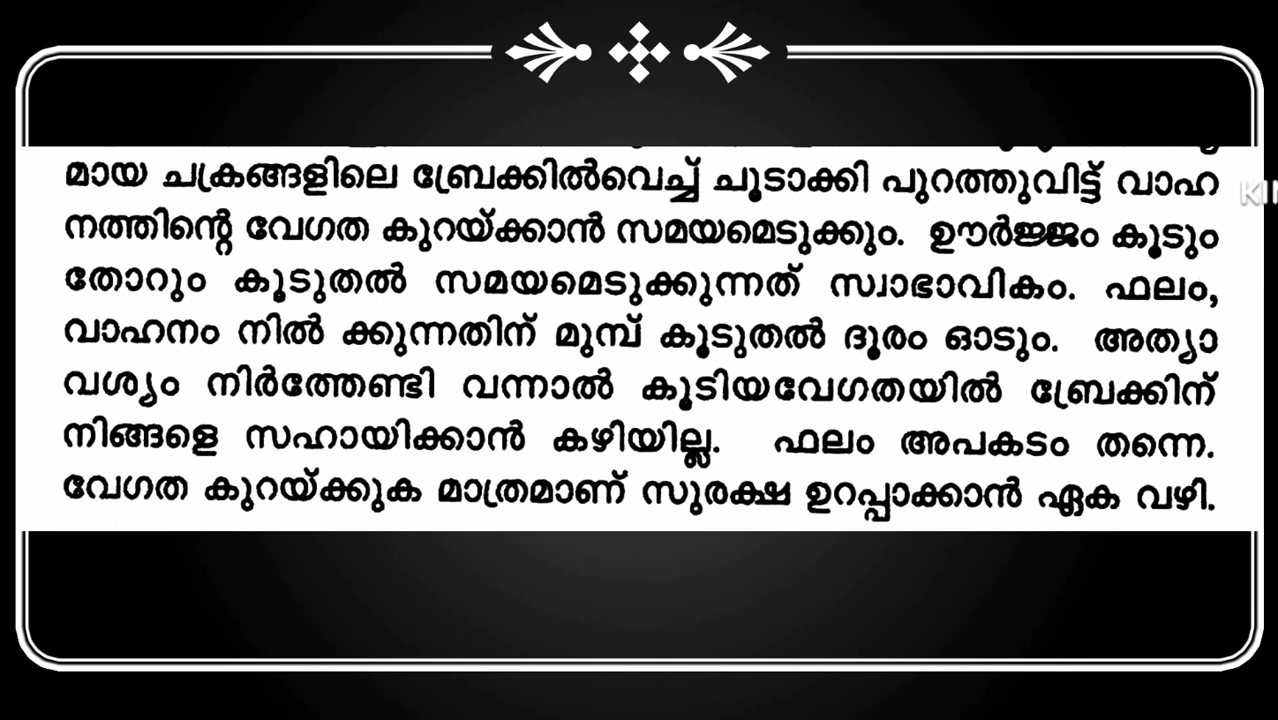 മായ ചക്രങ്ങളിലെ ബ്രേക്കിൽവെച്ച് ചൂടാക്കി പുറത്തുവിട്ട് വാഹ
നത്തിന്റെ വേഗത കുറയ്ക്കാൻ സമയമെടുക്കും. ഊർജ്ജം കൂടും
തോറും കൂടുതൽ സമയമെടുക്കുന്നത് സ്വാഭാവികം. ഫലം,
വാഹനം നിൽ ക്കുന്നതിന് മുമ്പ് കൂടുതൽ ദൂരം ഓടും. അത്യാ
വശ്യം നിർത്തേണ്ടി വന്നാൽ കൂടിയവേഗതയിൽ ബ്രേക്കിന്
നിങ്ങളെ സഹായിക്കാൻ കഴിയില്ല. ഫലം അപകടം തന്നെ.
വേഗത കുറയ്ക്കുക മാത്രമാണ് സുരക്ഷ ഉറപ്പാക്കാൻ ഏക വഴി.